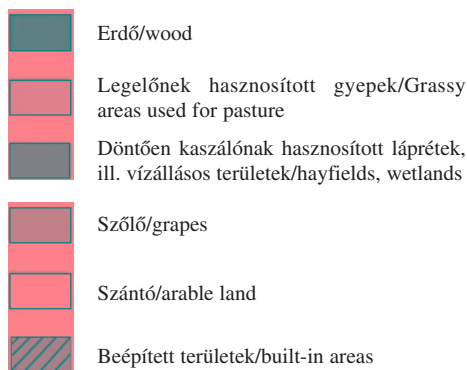 Erdő/wood
Legelőnek hasznosított gyepek/Grassy
areas used for pasture
Döntően kaszálónak hasznosított láprétek,
ill. vízállásos területek/hayfields, wetlands
Szőlő/grapes
Szántó/arable land
Beépített területek/built-in areas